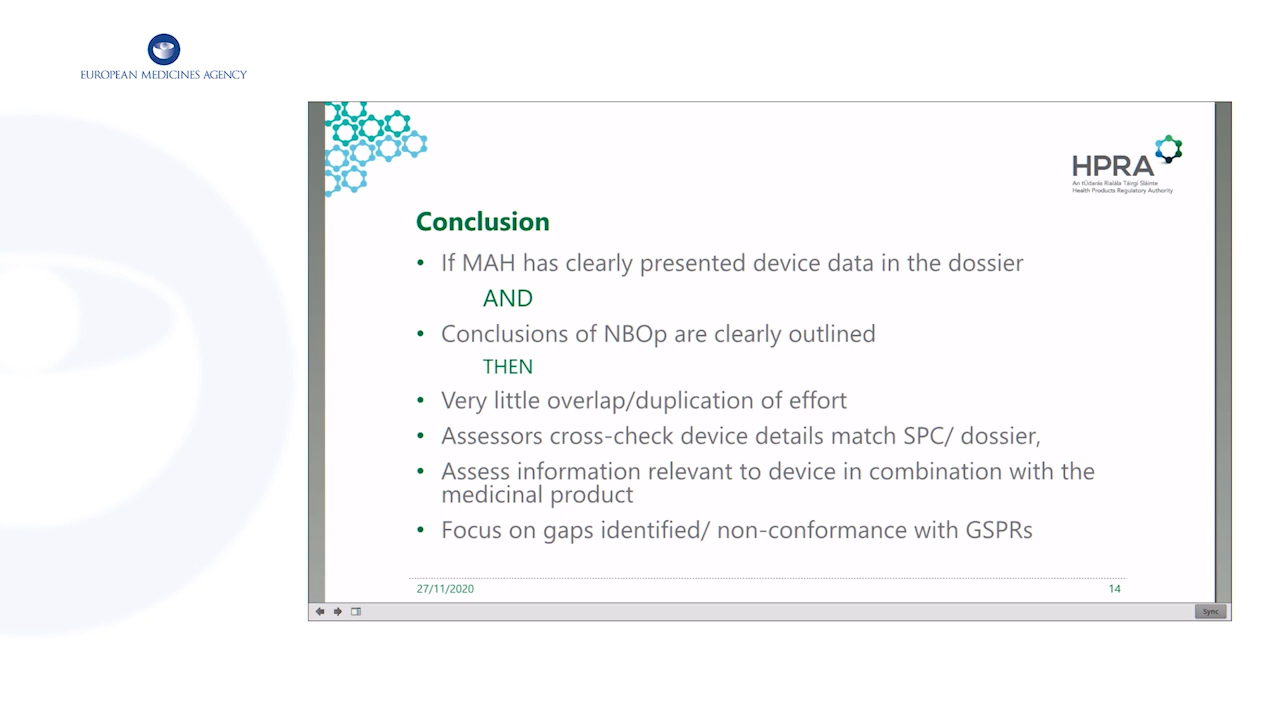 EUROPEAN MEDICINES AGENCY
HPRA
An tÚdarás Rialála Táirgí Sláinte
Health Products Regulatory Authority
Conclusion
• If MAH has clearly presented device data in the dossier
AND
• Conclusions of NBOp are clearly outlined
THEN
• Very little overlap/duplication of effort
• Assessors cross-check device details match SPC/ dossier,
• Assess information relevant to device in combination with the
medicinal product
• Focus on gaps identified/ non-conformance with GSPRs
27/11/2020
14
Sync